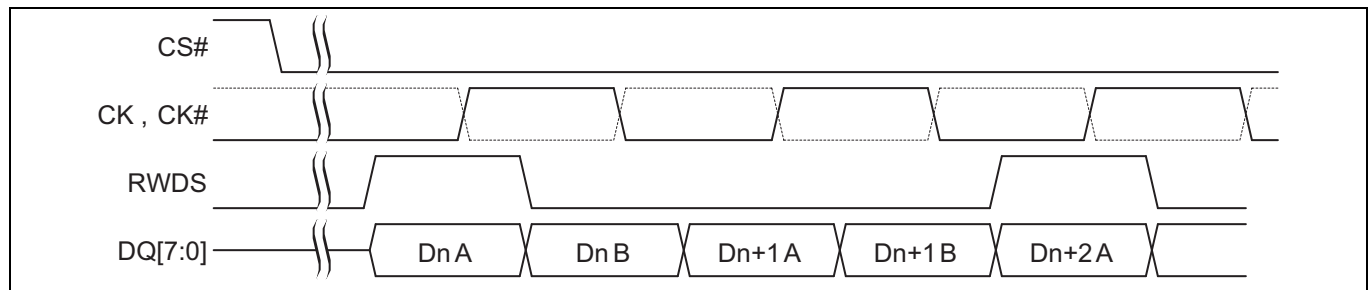 CS#
CK , CK#
RWDS
DQ[7:0]
Dn A
Dn B
Dn+1 A
Dn+1 B
Dn+2 A